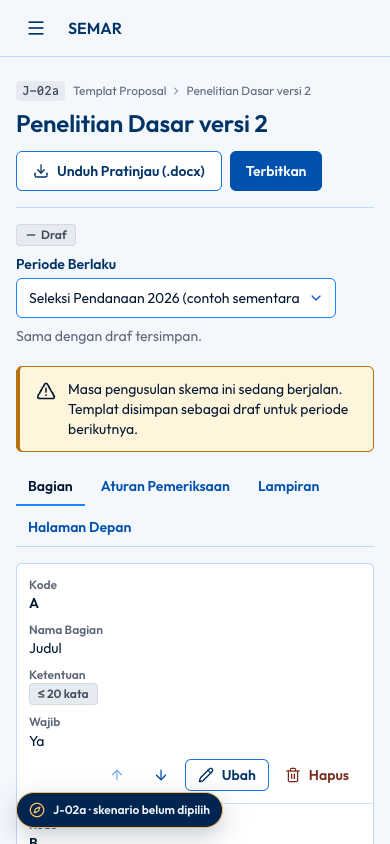 SEMAR
J-02a Templat Proposal > Penelitian Dasar versi 2
Penelitian Dasar versi 2
Unduh Pratinjau (.docx) Terbitkan
— Draf
Periode Berlaku
Seleksi Pendanaan 2026 (contoh sementara
Sama dengan draf tersimpan.
Masa pengusulan skema ini sedang berjalan.
Templat disimpan sebagai draf untuk periode
berikutnya.
Bagian Aturan Pemeriksaan Lampiran
Halaman Depan
Kode
A
Nama Bagian
Judul
Ketentuan
≤ 20 kata
Wajib
Ya
Ubah Hapus
J-02a · skenario belum dipilih
B